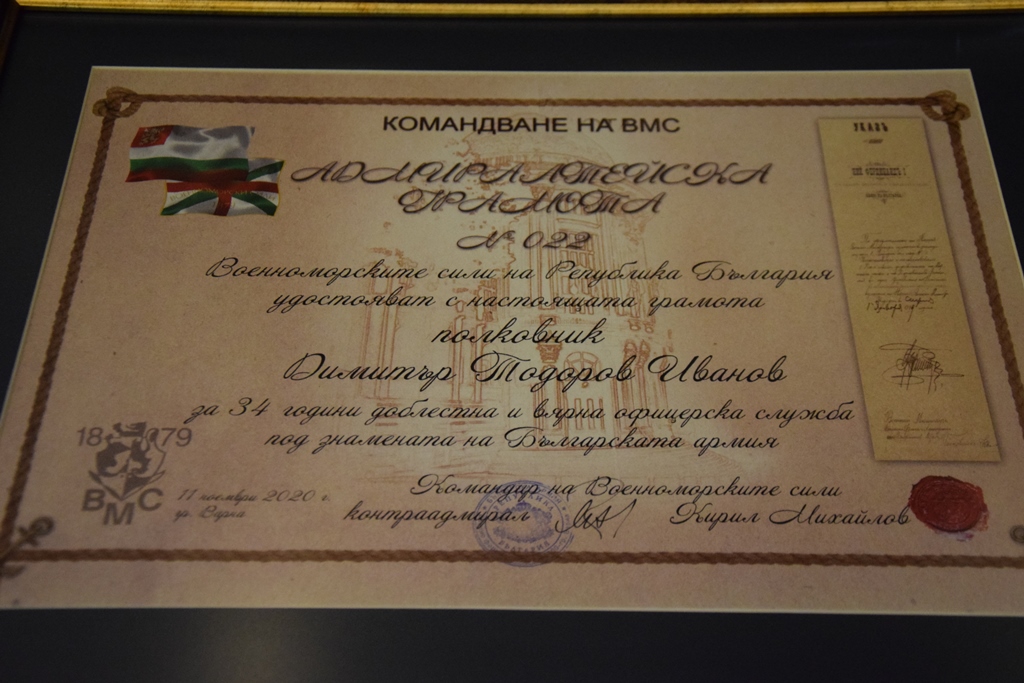 КОМАНДВАНЕ НА ВМС
АДМИРАЛТЕЙСКА
ГРАМОТА
№ 022
Военноморските сили на Република България
удостояват с настоящата грамота
полковник
Димитър Тодоров Иванов
за 34 години доблестна и вярна офицерска служба
под знамената на Българската армия
1879
ВМС
11 ноември 2020 г.
гр. Варна
Командир на Военноморските сили
контраадмирал Кирил Михайлов
УКАЗЪ